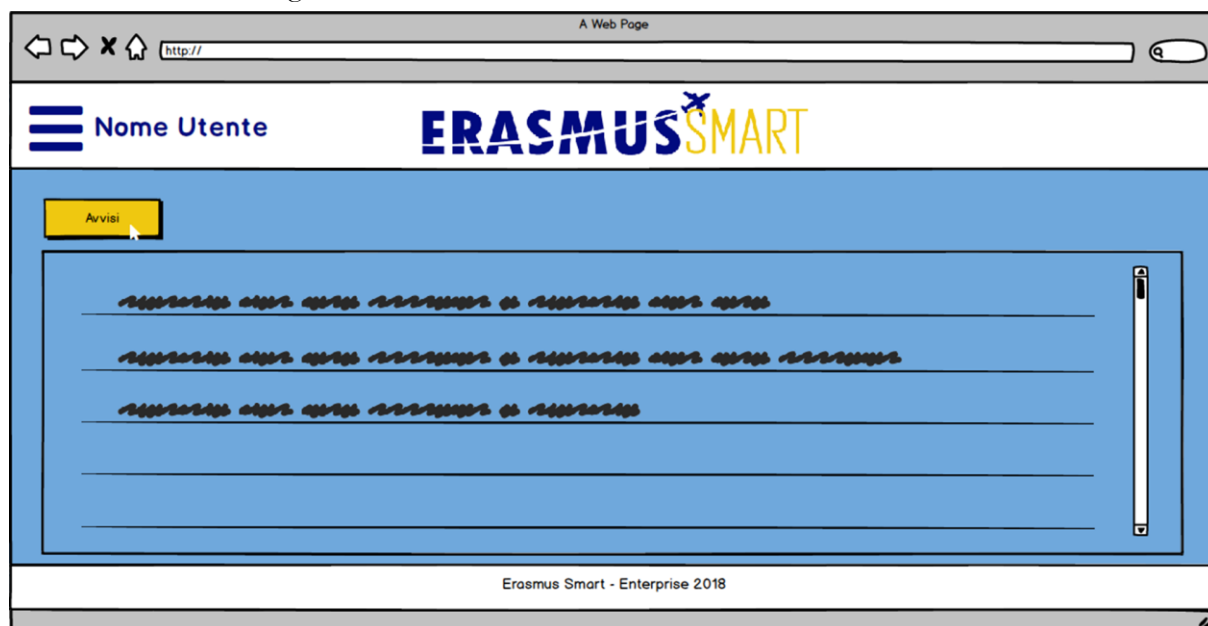 A Web Page
http://
Nome Utente
ERASMUSSMART
Avvisi
Erasmus Smart - Enterprise 2018